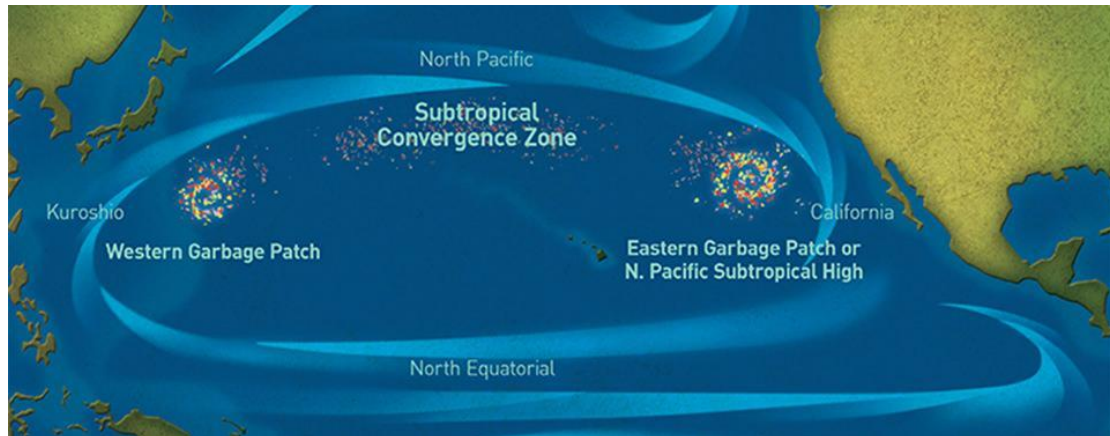 North Pacific
Subtropical
Convergence Zone
Kuroshio
California
Western Garbage Patch
Eastern Garbage Patch or
N. Pacific Subtropical High
North Equatorial